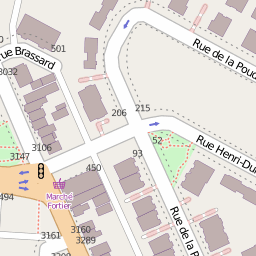 501
Rue de la Poud
ue Brassard
3032
206
215
3106
52
Rue Henri-Du
3147
93
450
494
Marché
Fortier
Rue de la P
3160
3161
3289